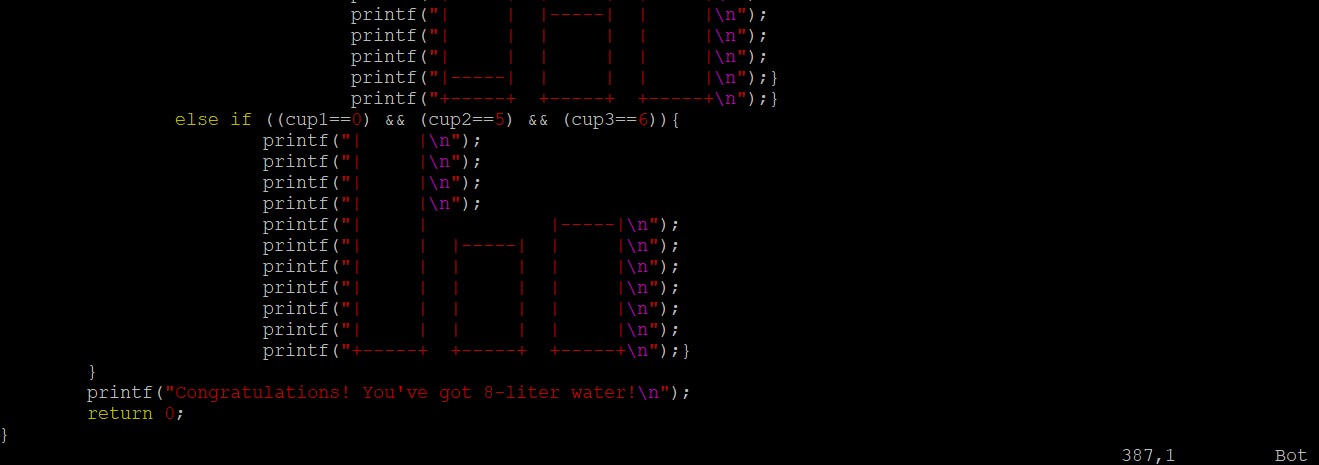 printf("|      |  |-----|  |      |\n");
printf("|      |  |     |  |      |\n");
printf("|      |  |     |  |      |\n");
printf("|-----|  |     |  |      |\n");}
printf("+-----+  +-----+  +-----+\n");}
else if ((cup1==0) && (cup2==5) && (cup3==6)){
printf("|     |\n");
printf("|     |\n");
printf("|     |\n");
printf("|     |\n");
printf("|     |           |-----|\n");
printf("|     |  |-----|  |     |\n");
printf("|     |  |     |  |     |\n");
printf("|     |  |     |  |     |\n");
printf("|     |  |     |  |     |\n");
printf("|     |  |     |  |     |\n");
printf("+-----+  +-----+  +-----+\n");}
}
printf("Congratulations! You've got 8-liter water!\n");
return 0;
}
387,1 Bot